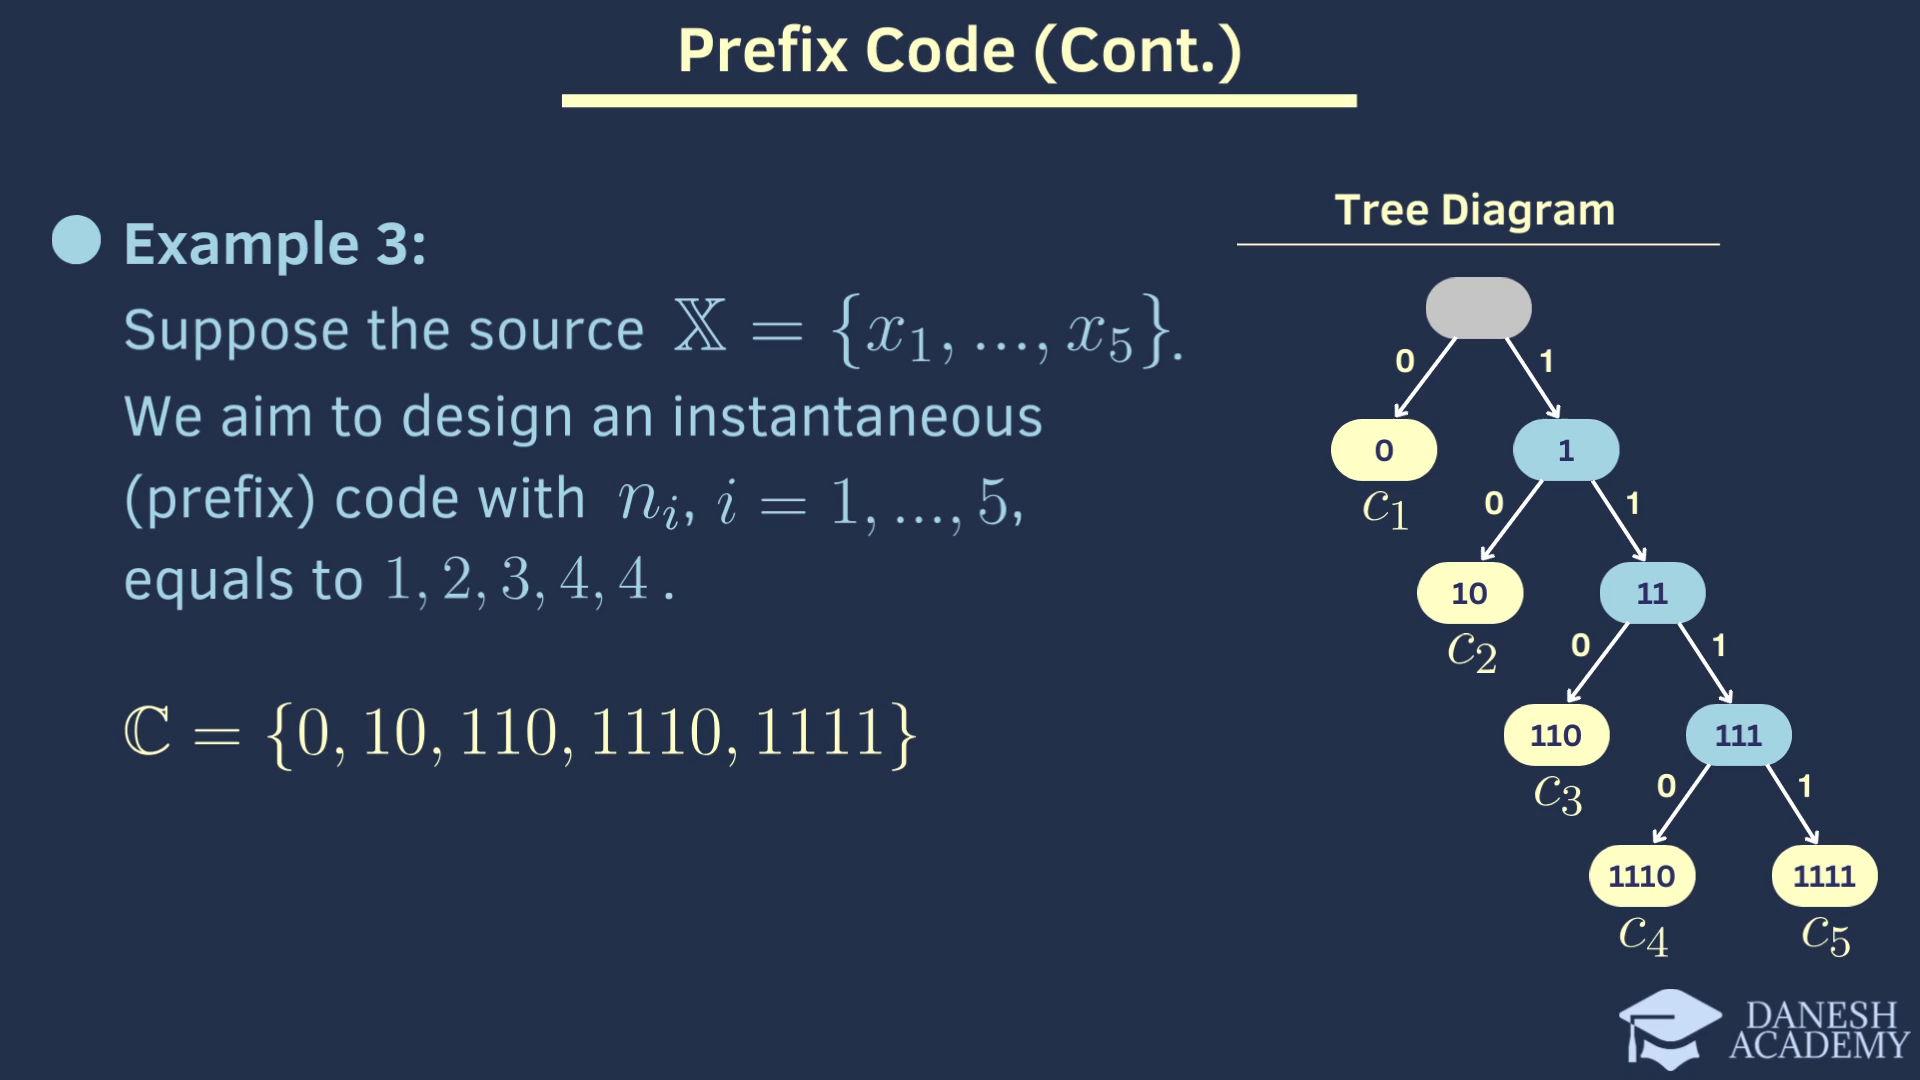 Prefix Code (Cont.)
Example 3:
Suppose the source 𝕏 = {x₁, ..., x₅}.
We aim to design an instantaneous
(prefix) code with nᵢ, i = 1, ..., 5,
equals to 1, 2, 3, 4, 4 .
ℂ = {0, 10, 110, 1110, 1111}
Tree Diagram
0 1
0 1
c₁
0 1
10 11
c₂
0 1
110 111
c₃
0 1
1110 1111
c₄ c₅
DANESH
ACADEMY